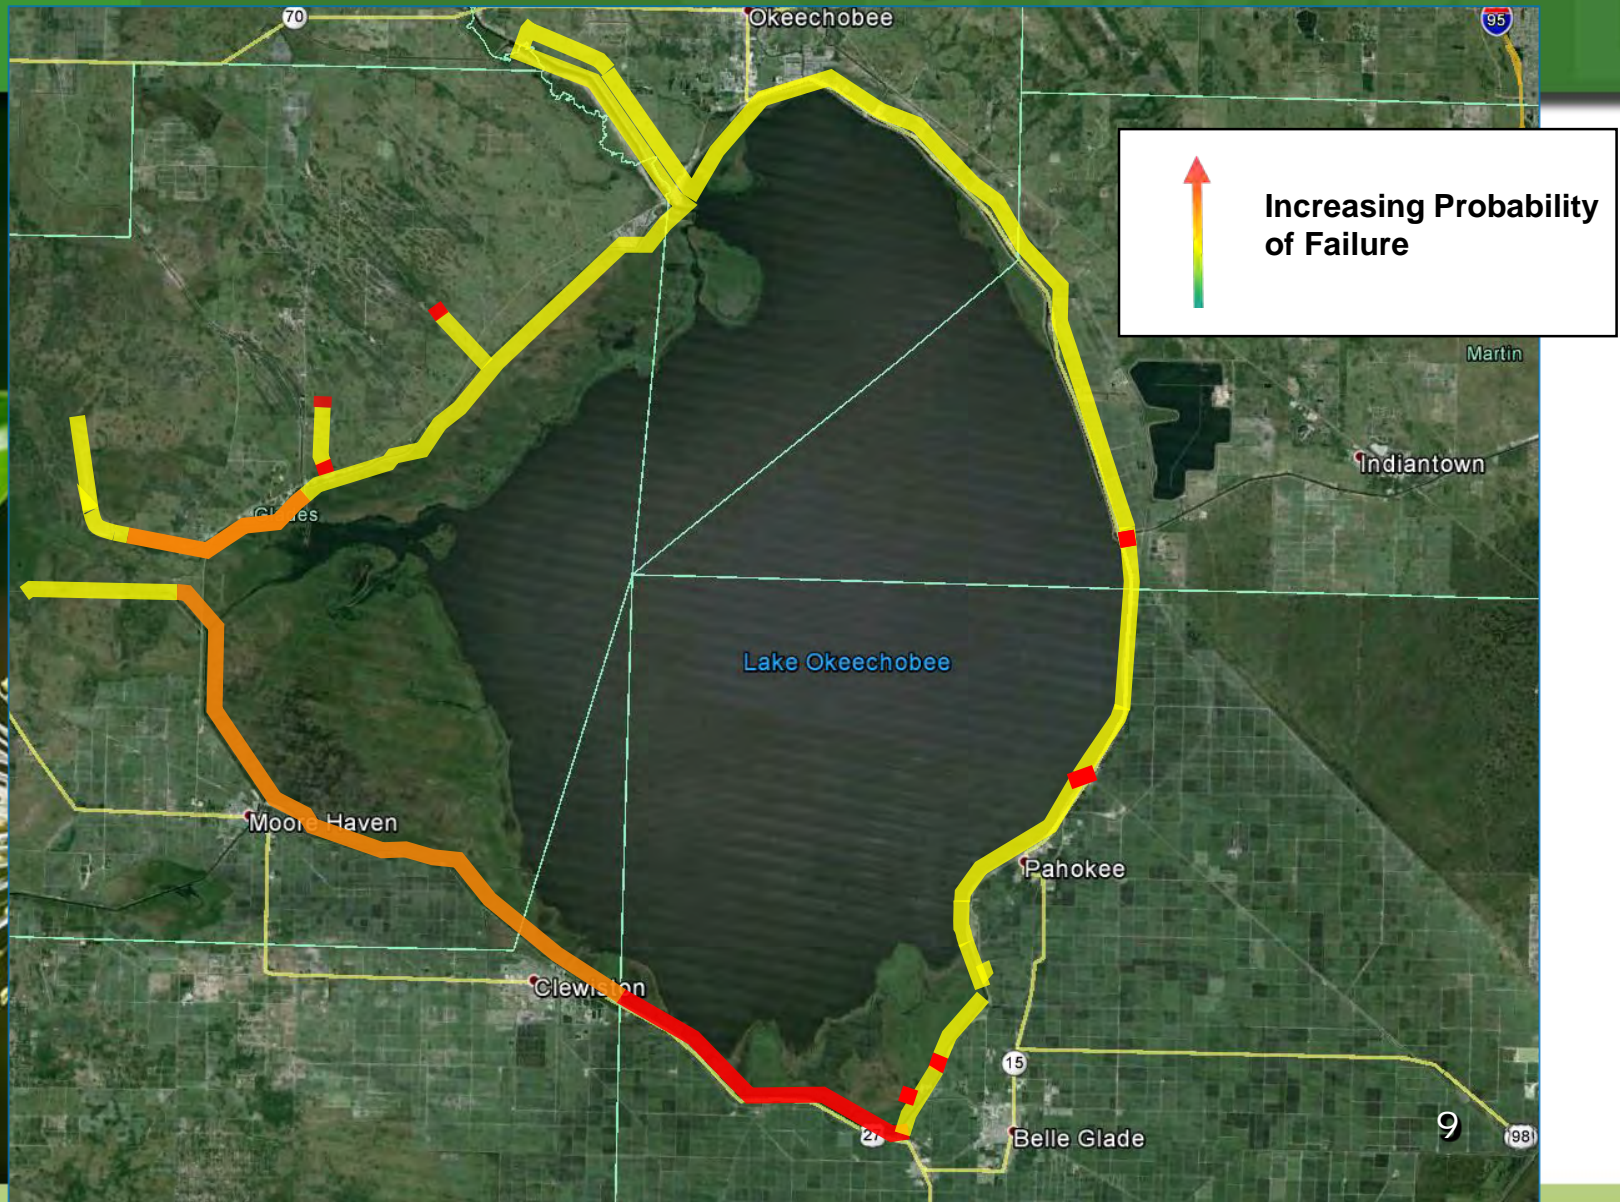 70
Okeechobee
95
Increasing Probability
of Failure
Martin
Indiantown
Glades
Lake Okeechobee
Moore Haven
Pahokee
Clewiston
15
27
Belle Glade
9
98